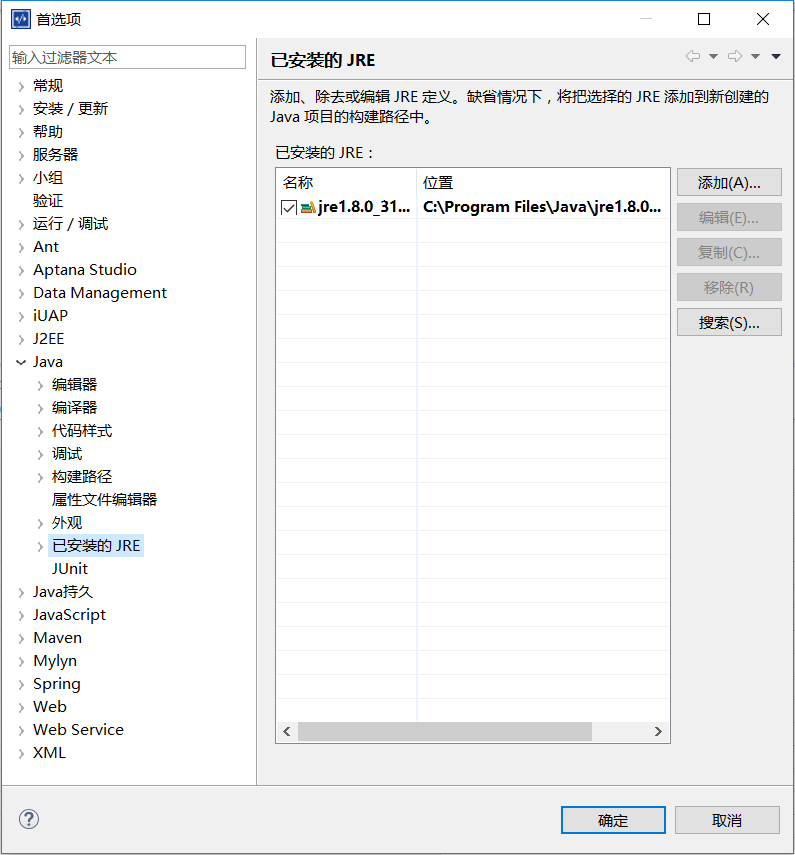 首选项
输入过滤器文本
常规
安装 / 更新
帮助
服务器
小组
验证
运行 / 调试
Ant
Aptana Studio
Data Management
iUAP
J2EE
Java
编辑器
编译器
代码样式
调试
构建路径
属性文件编辑器
外观
已安装的 JRE
JUnit
Java持久
JavaScript
Maven
Mylyn
Spring
Web
Web Service
XML
已安装的 JRE
添加、除去或编辑 JRE 定义。缺省情况下，将把选择的 JRE 添加到新创建的
Java 项目的构建路径中。
已安装的 JRE：
名称 位置
jre1.8.0_31... C:\Program Files\Java\jre1.8.0...
添加(A)...
编辑(E)...
复制(C)...
移除(R)
搜索(S)...
?
确定 取消